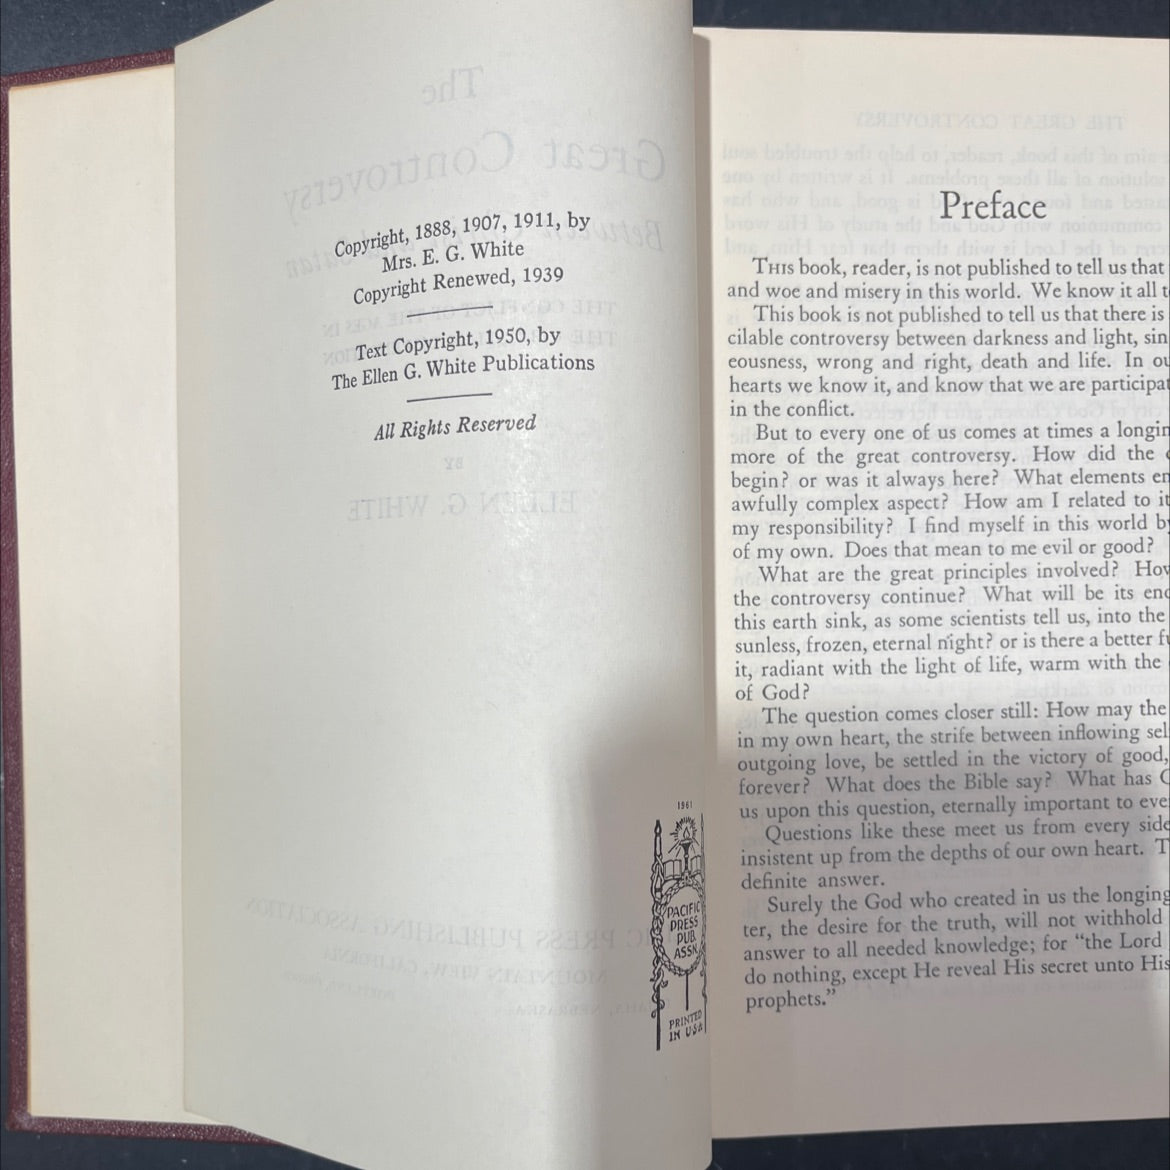 Copyright, 1888, 1907, 1911, by
Mrs. E. G. White
Copyright Renewed, 1939
Text Copyright, 1950, by
The Ellen G. White Publications
All Rights Reserved
1961
PACIFIC
PRESS
PUB.
ASSN.
PRINTED
IN USA
Preface
THIS book, reader, is not published to tell us that
and woe and misery in this world. We know it all
This book is not published to tell us that there is
cilable controversy between darkness and light, sin
eousness, wrong and right, death and life. In
hearts we know it, and know that we are participa
in the conflict.
But to every one of us comes at times a longin
more of the great controversy. How did the
begin? or was it always here? What elements en
awfully complex aspect? How am I related to it
my responsibility? I find myself in this world by
of my own. Does that mean to me evil or good?
What are the great principles involved? How
the controversy continue? What will be its end
this earth sink, as some scientists tell us, into the
sunless, frozen, eternal night? or is there a better fu
it, radiant with the light of life, warm with the
of God?
The question comes closer still: How may the
in my own heart, the strife between inflowing sel
outgoing love, be settled in the victory of good,
forever? What does the Bible say? What has
us upon this question, eternally important to eve
Questions like these meet us from every side
insistent up from the depths of our own heart. T
definite answer.
Surely the God who created in us the longing
ter, the desire for the truth, will not withhold
answer to all needed knowledge; for "the Lord
do nothing, except He reveal His secret unto His
prophets."